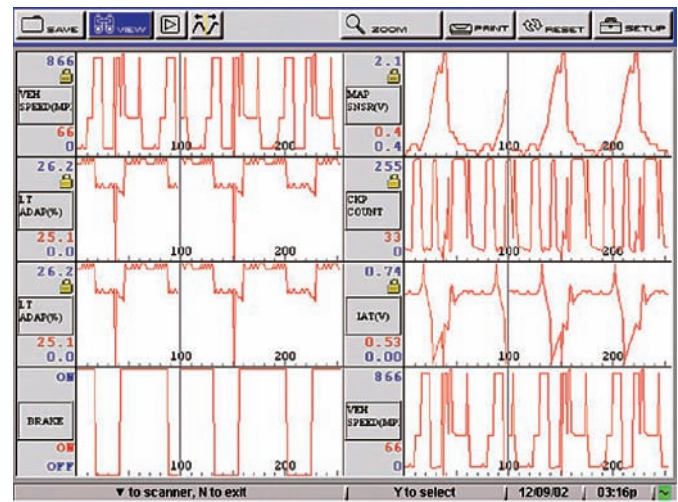 SAVE VIEW ZOOM PRINT RESET SETUP
866
VEH
SPEED(MP:
66
0
100 200
2.1
MAP
SNSR(V)
0.4
0.4
100 200
26.2
LT
ADAP(%)
25.1
0.0
100 200
255
CKP
COUNT
33
0
100 200
26.2
LT
ADAP(%)
25.1
0.0
100 200
0.74
IAT(V)
0.53
0.00
100 200
ON
BRAKE
ON
OFF
100 200
866
VEH
SPEED(MP:
66
0
100 200
▼ to scanner, N to exit Y to select 12/09/02 03:16p